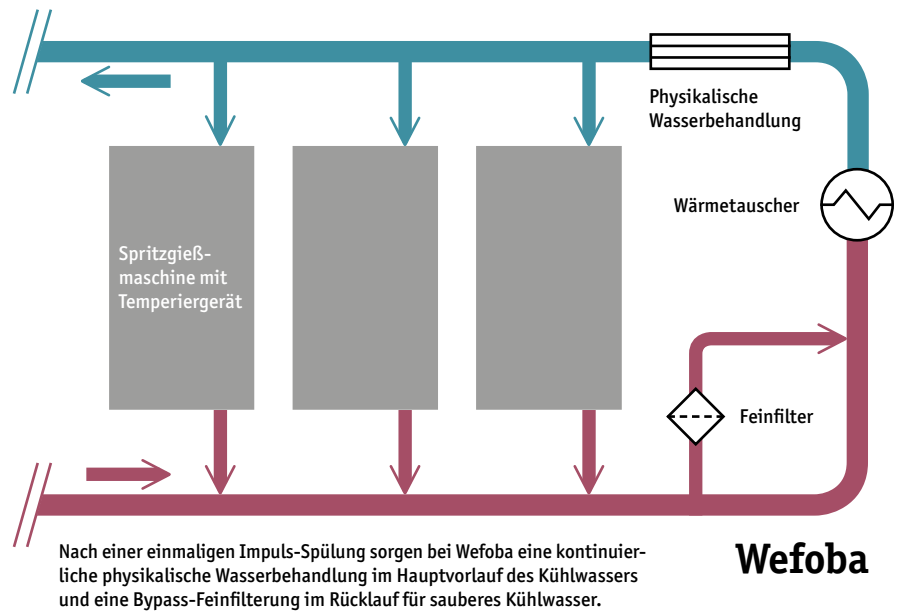 Physikalische
Wasserbehandlung
Wärmetauscher
Spritzgieß-
maschine mit
Temperiergerät
Feinfilter
Nach einer einmaligen Impuls-Spülung sorgen bei Wefoba eine kontinuier-
liche physikalische Wasserbehandlung im Hauptvorlauf des Kühlwassers
und eine Bypass-Feinfilterung im Rücklauf für sauberes Kühlwasser.
Wefoba